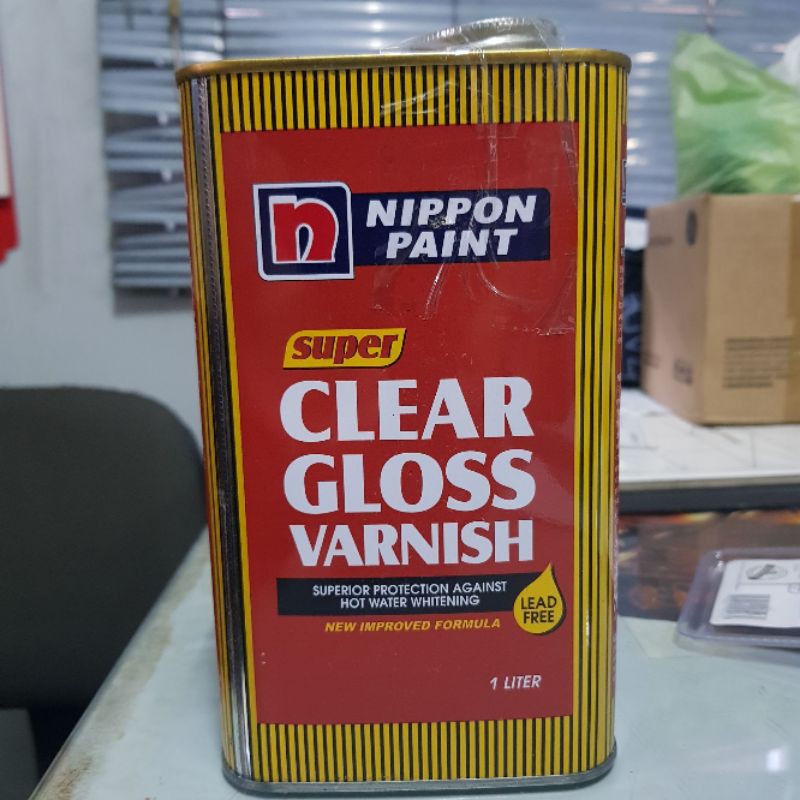 n
NIPPON
PAINT
super
CLEAR
GLOSS
VARNISH
SUPERIOR PROTECTION AGAINST
HOT WATER WHITENING
LEAD
FREE
NEW IMPROVED FORMULA
1 LITER